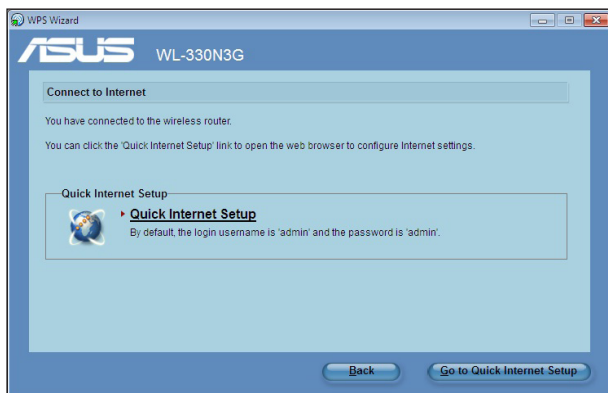 WPS Wizard
ASUS WL-330N3G
Connect to Internet
You have connected to the wireless router.
You can click the 'Quick Internet Setup' link to open the web browser to configure Internet settings.
Quick Internet Setup
Quick Internet Setup
By default, the login username is 'admin' and the password is 'admin'.
Back
Go to Quick Internet Setup